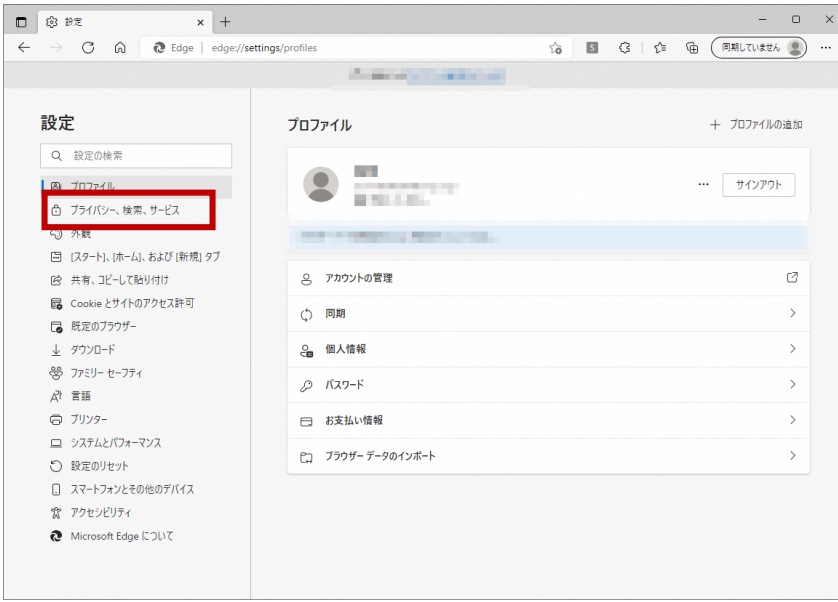 設定
Edge
edge://settings/profiles
S
同期していません
設定
設定の検索
プロファイル
プライバシー、検索、サービス
外観
[スタート]、[ホーム]、および [新規] タブ
共有、コピーして貼り付け
Cookie とサイトのアクセス許可
既定のブラウザー
ダウンロード
ファミリー セーフティ
言語
プリンター
システムとパフォーマンス
設定のリセット
スマートフォンとその他のデバイス
アクセシビリティ
Microsoft Edge について
プロファイル
プロファイルの追加
サインアウト
アカウントの管理
同期
個人情報
パスワード
お支払い情報
ブラウザー データのインポート